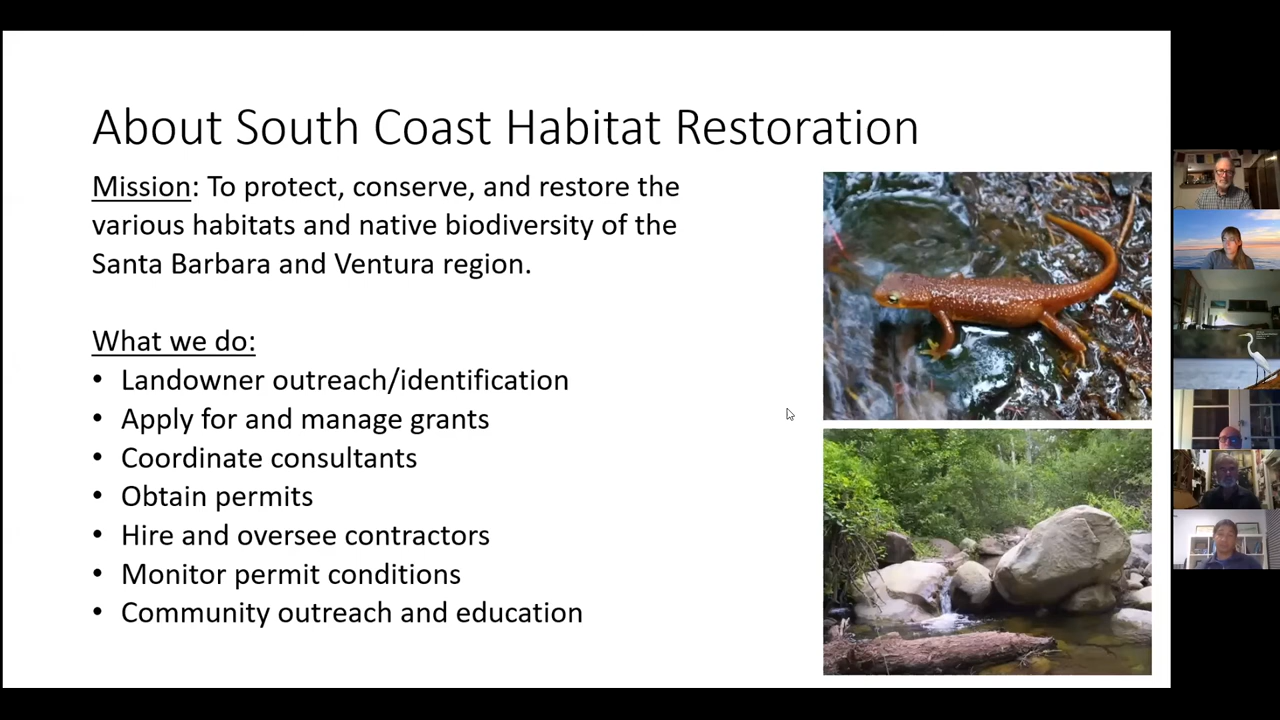 About South Coast Habitat Restoration
Mission: To protect, conserve, and restore the
various habitats and native biodiversity of the
Santa Barbara and Ventura region.
What we do:
• Landowner outreach/identification
• Apply for and manage grants
• Coordinate consultants
• Obtain permits
• Hire and oversee contractors
• Monitor permit conditions
• Community outreach and education